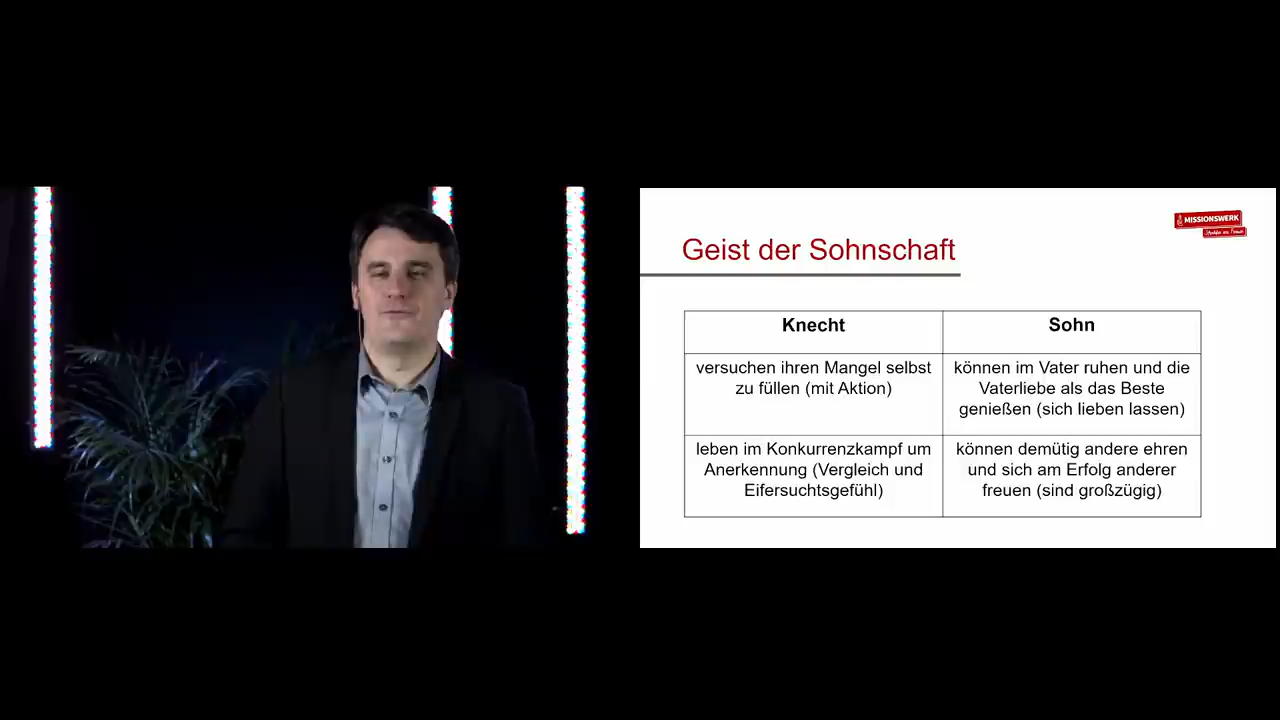 MISSIONSWERK
Geist der Sohnschaft
Knecht
Sohn
versuchen ihren Mangel selbst
zu füllen (mit Aktion)
können im Vater ruhen und die
Vaterliebe als das Beste
genießen (sich lieben lassen)
leben im Konkurrenzkampf um
Anerkennung (Vergleich und
Eifersuchtsgefühl)
können demütig andere ehren
und sich am Erfolg anderer
freuen (sind großzügig)